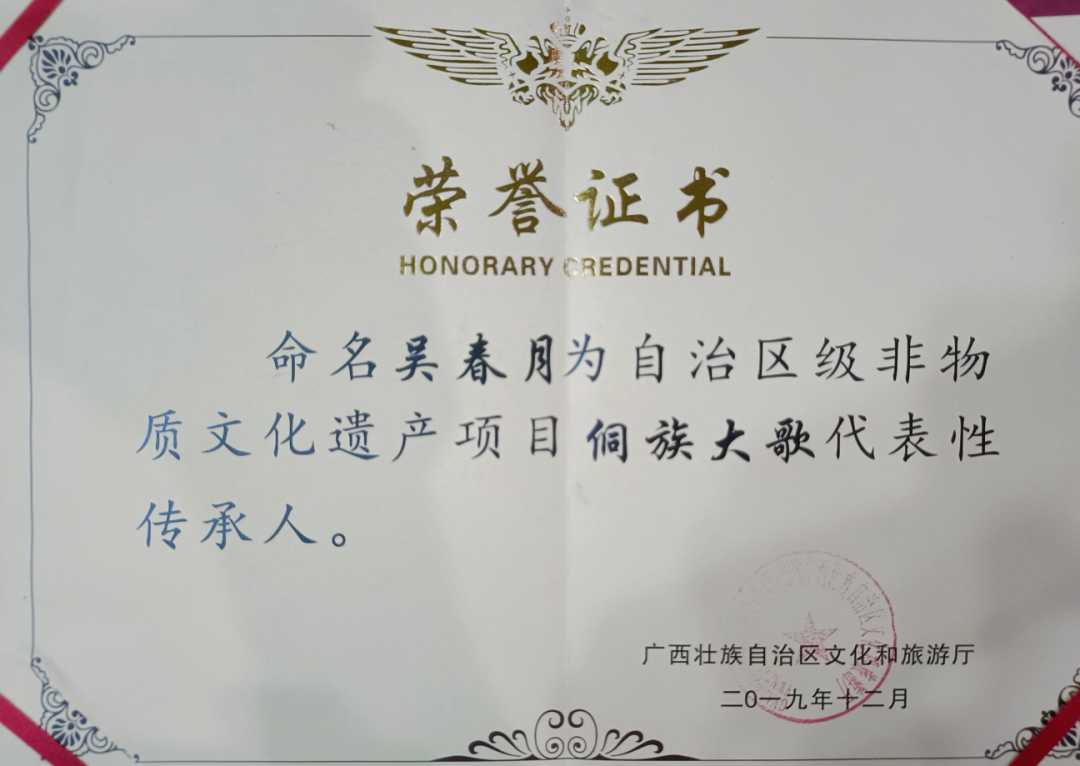 荣誉证书
HONORARY CREDENTIAL
命名吴春月为自治区级非物
质文化遗产项目侗族大歌代表性
传承人。
广西壮族自治区文化和旅游厅
二0一九年十二月